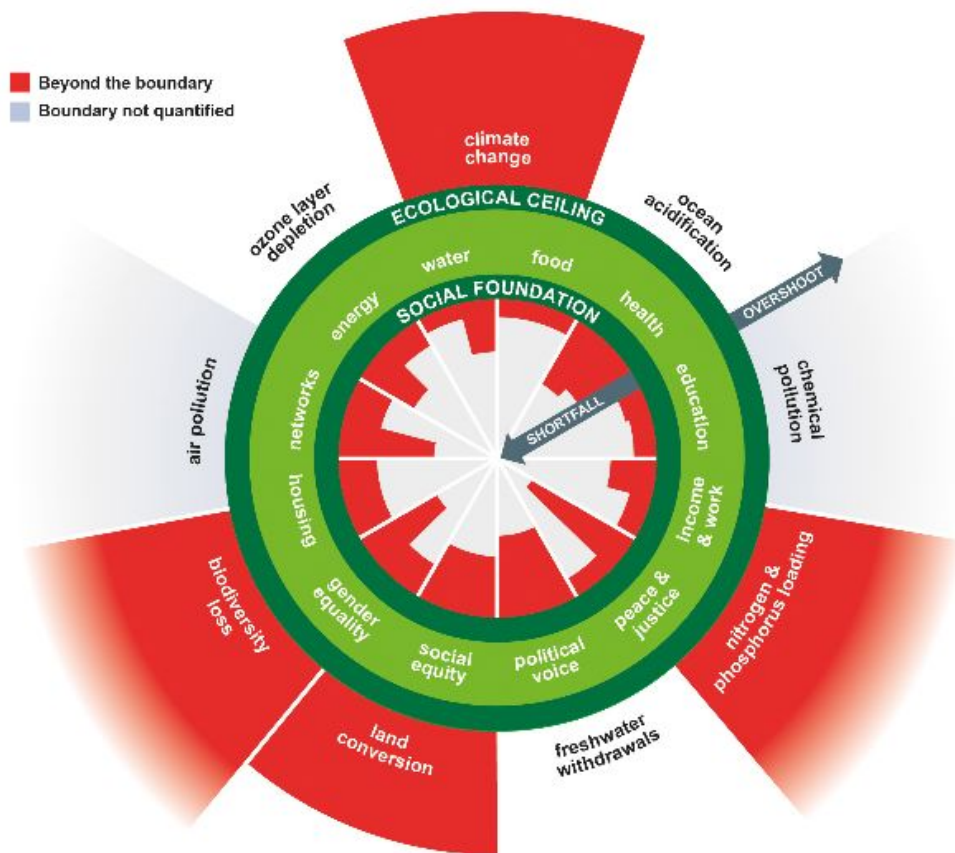 Beyond the boundary
Boundary not quantified
climate
change
ozone layer
depletion
ocean
acidification
ECOLOGICAL CEILING
water
food
energy
health
SOCIAL FOUNDATION
OVERSHOOT
SHORTFALL
networks
education
air pollution
chemical
pollution
housing
income
& work
gender
equality
peace &
justice
social
equity
political
voice
biodiversity
loss
nitrogen &
phosphorus loading
land
conversion
freshwater
withdrawals